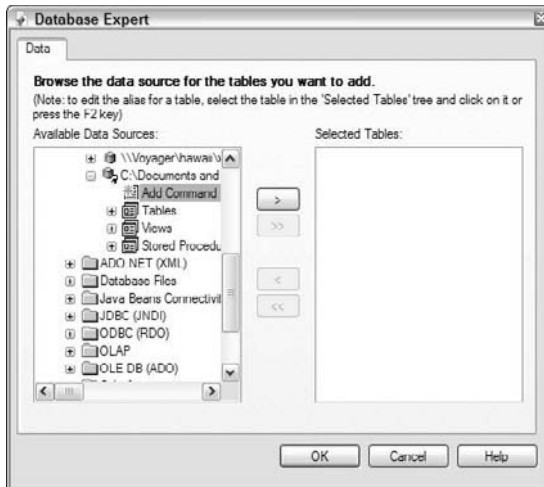 Database Expert
Data
Browse the data source for the tables you want to add.
(Note: to edit the alias for a table, select the table in the 'Selected Tables' tree and click on it or
press the F2 key)
Available Data Sources:
Selected Tables:
\\Voyager\hawaii\
C:\Documents and
Add Command
Tables
Views
Stored Procedu
ADO.NET (XML)
Database Files
Java Beans Connectivit
JDBC (JNDI)
ODBC (RDO)
OLAP
OLE DB (ADO)
>
>>
<
<<
OK
Cancel
Help